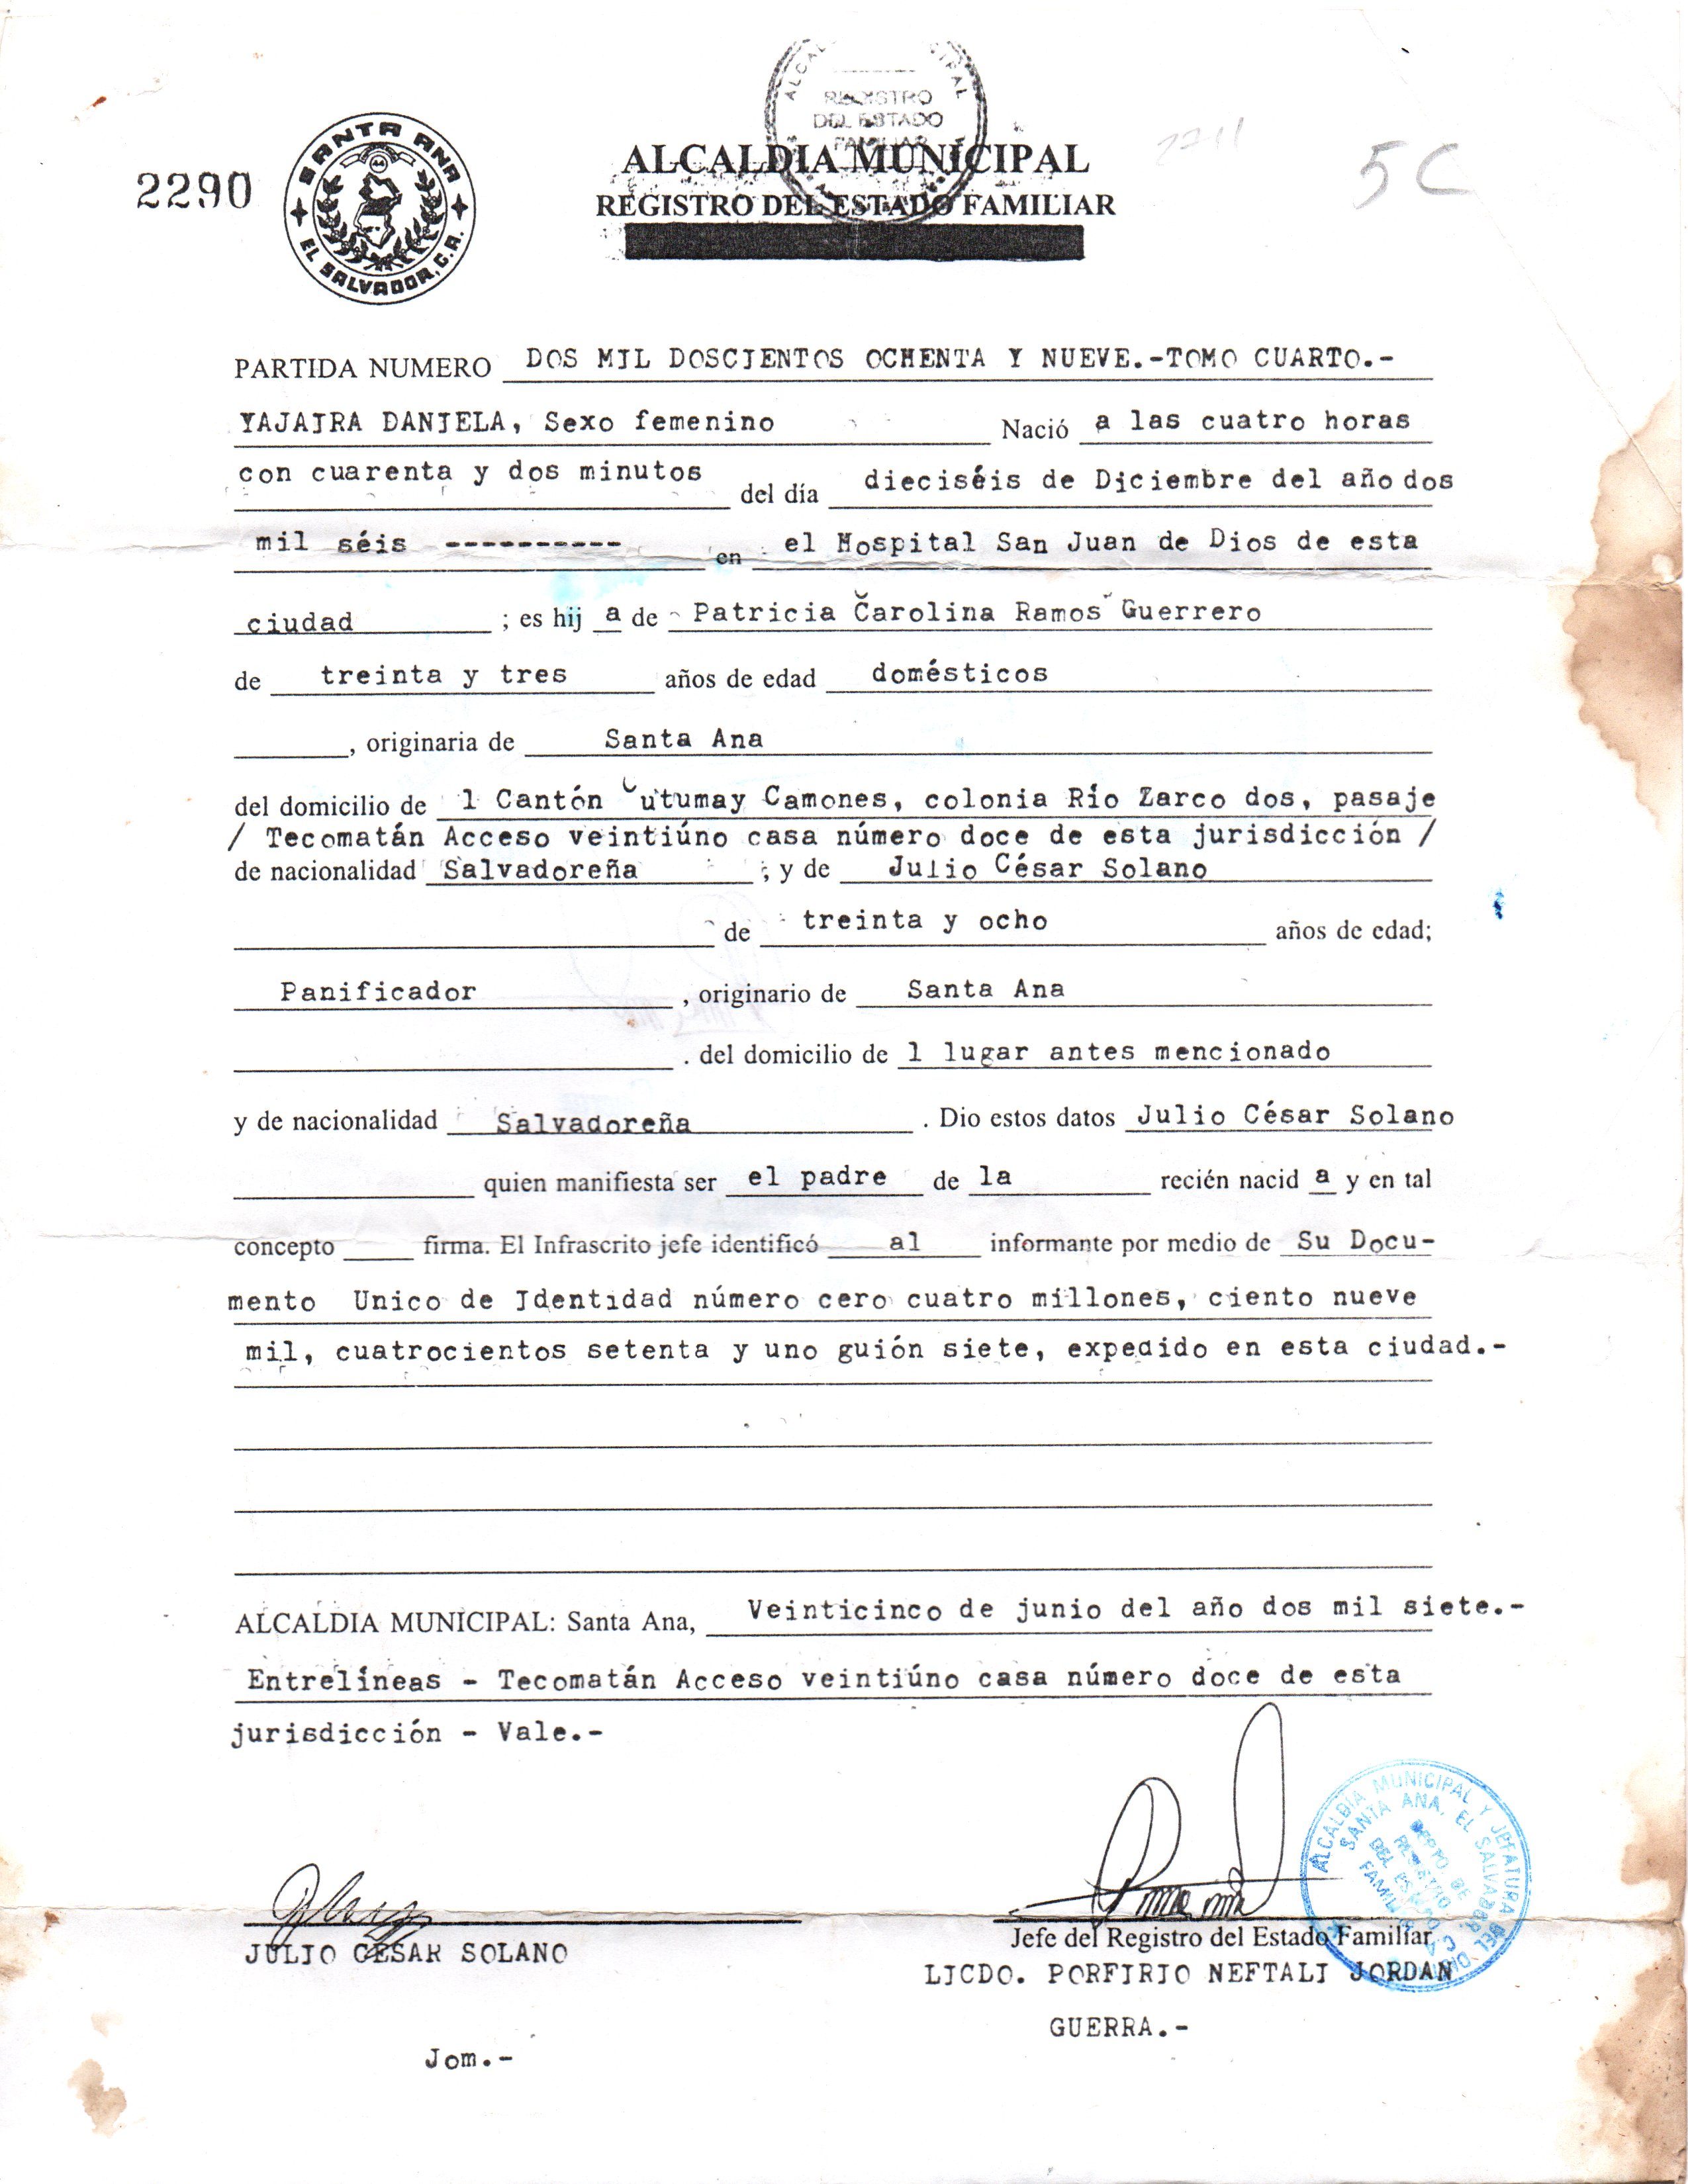 ALCALDIA MUNICIPAL
REGISTRO DEL ESTADO FAMILIAR
2290
SANTA ANA
EL SALVADOR, C.A.
ALCALDIA MUNICIPAL
REGISTRO DEL ESTADO FAMILIAR
5C
PARTIDA NUMERO DOS MIL DOSCIENTOS OCHENTA Y NUEVE.-TOMO CUARTO.-
YAJAIRA DANIELA, Sexo femenino Nació a las cuatro horas
con cuarenta y dos minutos del día dieciséis de Diciembre del año dos
mil séis ---------- en el Hospital San Juan de Dios de esta
ciudad ; es hij a de Patricia Carolina Ramos Guerrero
de treinta y tres años de edad domésticos
, originaria de Santa Ana
del domicilio de l Cantón utumay Camones, colonia Río Zarco dos, pasaje
/ Tecomatán Acceso veintiúno casa número doce de esta jurisdicción /
de nacionalidad Salvadoreña ; y de Julio César Solano
de treinta y ocho años de edad;
Panificador , originario de Santa Ana
. del domicilio de l lugar antes mencionado
y de nacionalidad Salvadoreña . Dio estos datos Julio César Solano
quien manifiesta ser el padre de la recién nacid a y en tal
concepto firma. El Infrascrito jefe identificó al informante por medio de Su Docu-
mento Unico de Identidad número cero cuatro millones, ciento nueve
mil, cuatrocientos setenta y uno guión siete, expedido en esta ciudad.-
ALCALDIA MUNICIPAL: Santa Ana, Veinticinco de junio del año dos mil siete.-
Entrelíneas - Tecomatán Acceso veintiúno casa número doce de esta
jurisdicción - Vale.-
ALCALDIA MUNICIPAL Y JEFATURA DEL
SANTA ANA, EL SALVADOR, C.A.
DEPTO. DE
REGISTRO
DEL ESTADO
FAMILIAR
JULIO CESAR SOLANO
Jefe del Registro del Estado Familiar
LICDO. PORFIRIO NEFTALI JORDAN
GUERRA.-
Jom.-